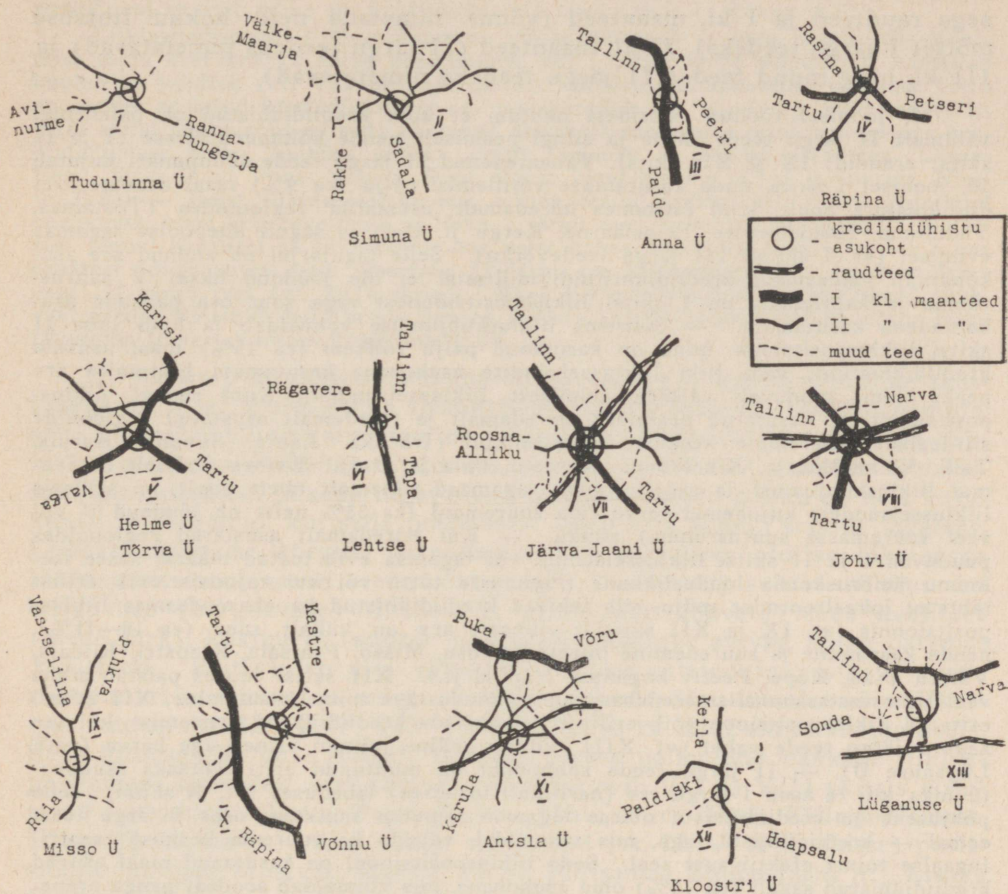 Avi-
nurme
I
Ranna-
Pungerja
Tudulinna Ü
Väike-
Maarja
Rakke
Sadala
II
Simuna Ü
Tallinn
Peetri
Paide
III
Anna Ü
Rasina
Tartu
Petseri
IV
Räpina Ü
- krediidiühistu
asukoht
- raudteed
- I kl. maanteed
- II " "
- muud teed
Karksi
Valga
Tartu
V
Helme Ü
Tõrva Ü
Rägavere
Tallinn
Tapa
VI
Lehtse Ü
Tallinn
Roosna-
Alliku
Tartu
VII
Järva-Jaani Ü
Tallinn
Narva
Tartu
VIII
Jõhvi Ü
Vastseliina
Pihkva
Riia
IX
Misso Ü
Tartu
Kastre
Räpina
X
Võnnu Ü
Puka
Võru
Karula
XI
Antsla Ü
Keila
Paldiski
Haapsalu
XII
Kloostri Ü
Tallinn
Narva
Sonda
XIII
Lüganuse Ü